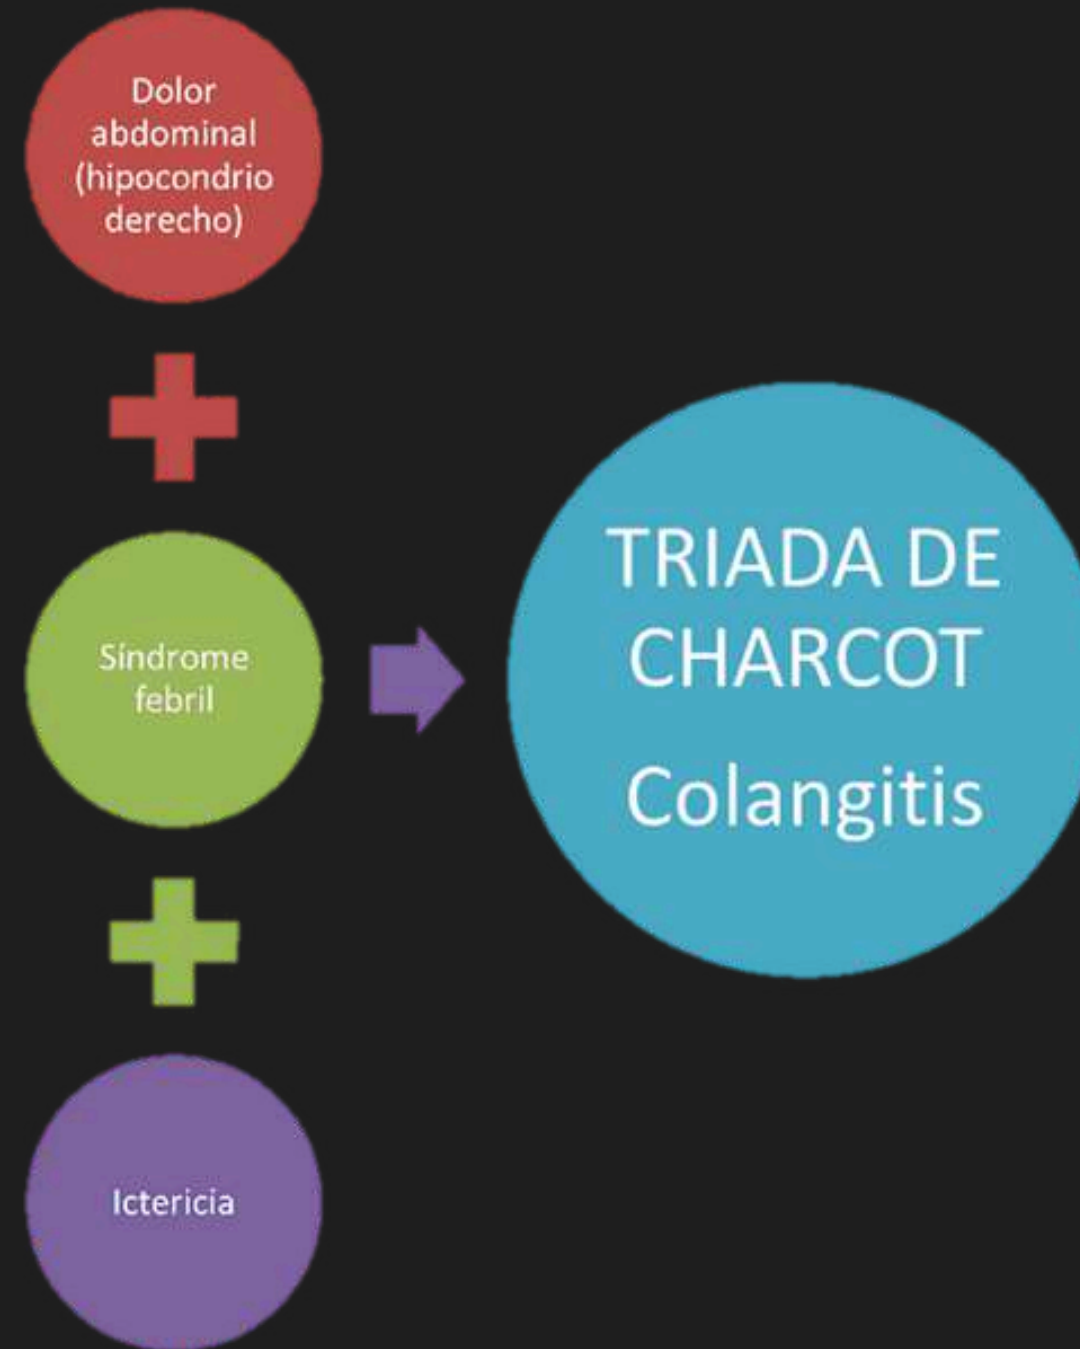 Dolor
abdominal
(hipocondrio
derecho)
Síndrome
febril
Ictericia
TRIADA DE
CHARCOT
Colangitis